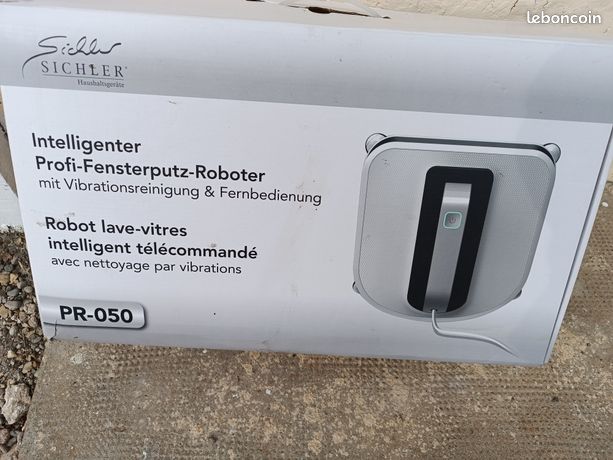 leboncoin
Sichler
SICHLER®
Haushaltsgeräte
Intelligenter
Profi-Fensterputz-Roboter
mit Vibrationsreinigung & Fernbedienung
Robot lave-vitres
intelligent télécommandé
avec nettoyage par vibrations
PR-050